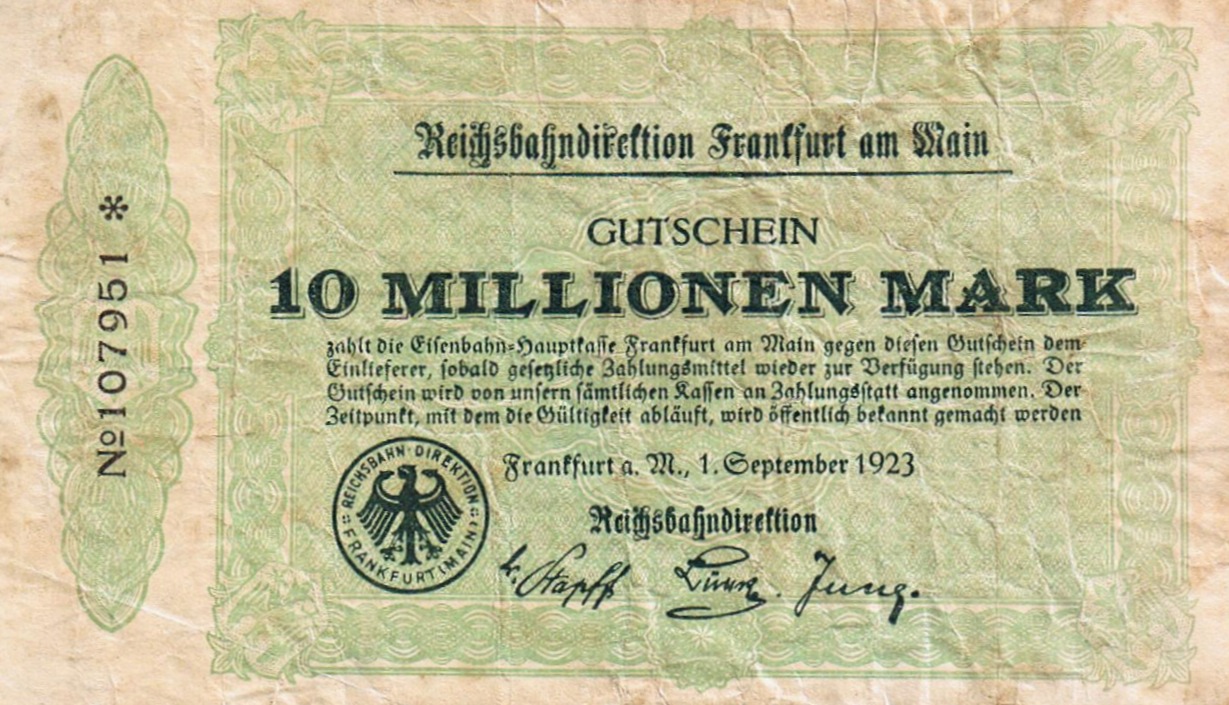 Reichsbahndirektion Frankfurt am Main
GUTSCHEIN
10 MILLIONEN MARK
zahlt die Eisenbahn=Hauptkasse Frankfurt am Main gegen diesen Gutschein dem
Einlieferer, sobald gesetzliche Zahlungsmittel wieder zur Verfügung stehen. Der
Gutschein wird von unsern sämtlichen Kassen an Zahlungsstatt angenommen. Der
Zeitpunkt, mit dem die Gültigkeit abläuft, wird öffentlich bekannt gemacht werden
Frankfurt a. M., 1. September 1923
Reichsbahndirektion
Stapff
Jung.
REICHSBAHN·DIREKTION
FRANKFURT (MAIN)
№107951 *